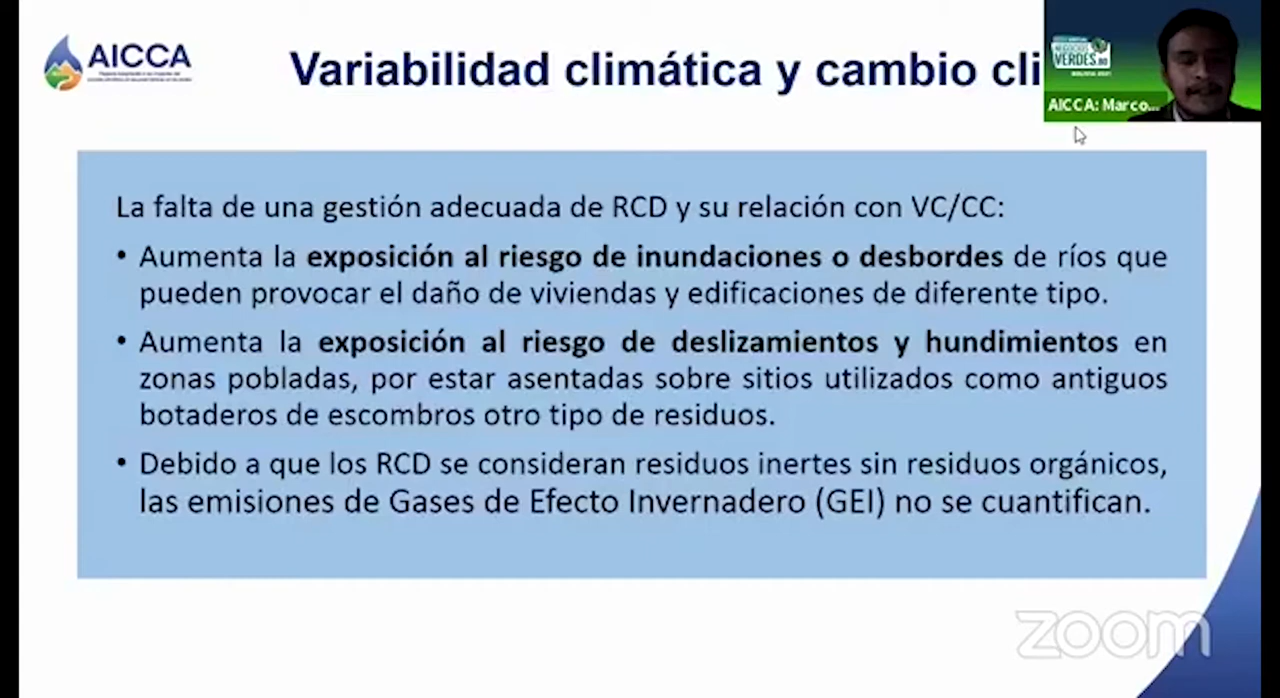 AICCA
Variabilidad climática y cambio cli
VERDES.BO
BOLIVIA 2021
AICCA: Marco...
La falta de una gestión adecuada de RCD y su relación con VC/CC:
• Aumenta la exposición al riesgo de inundaciones o desbordes de ríos que
pueden provocar el daño de viviendas y edificaciones de diferente tipo.
• Aumenta la exposición al riesgo de deslizamientos y hundimientos en
zonas pobladas, por estar asentadas sobre sitios utilizados como antiguos
botaderos de escombros otro tipo de residuos.
• Debido a que los RCD se consideran residuos inertes sin residuos orgánicos,
las emisiones de Gases de Efecto Invernadero (GEI) no se cuantifican.
zoom